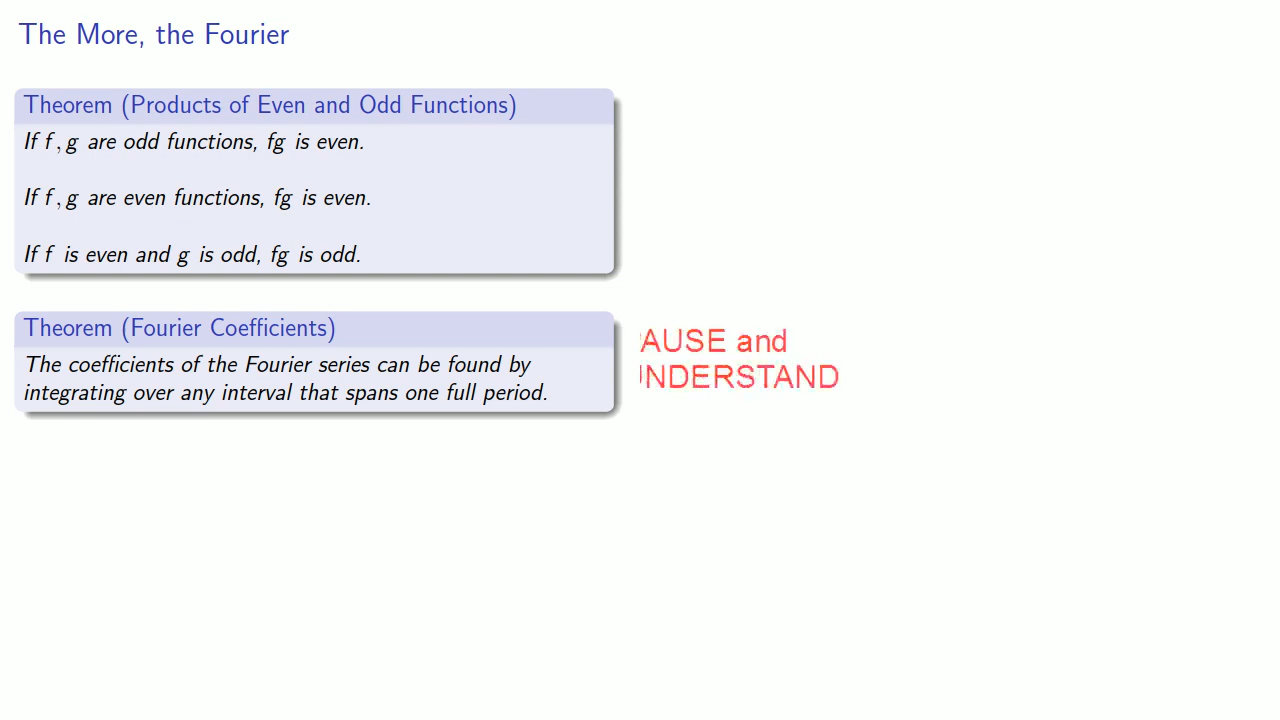 The More, the Fourier
Theorem (Products of Even and Odd Functions)
If f, g are odd functions, fg is even.
If f, g are even functions, fg is even.
If f is even and g is odd, fg is odd.
Theorem (Fourier Coefficients)
The coefficients of the Fourier series can be found by
integrating over any interval that spans one full period.
AUSE and
NDERSTAND